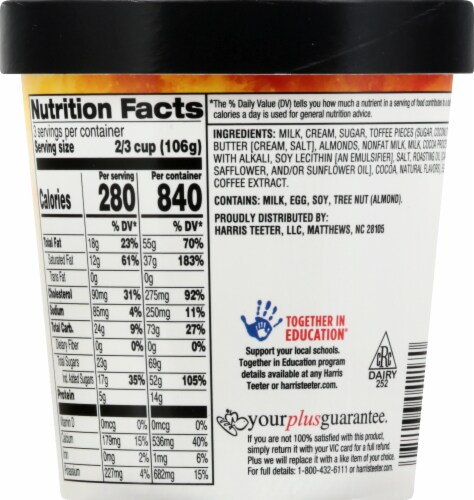 Nutrition Facts
3 servings per container
Serving size 2/3 cup (106g)
Calories Per serving 280 Per container 840
% DV* % DV*
Total Fat 18g 23% 55g 70%
Saturated Fat 12g 61% 37g 183%
Trans Fat 0g 0g
Cholesterol 90mg 31% 275mg 92%
Sodium 85mg 4% 250mg 11%
Total Carb. 24g 9% 73g 27%
Dietary Fiber 0g 0% 0g 0%
Total Sugars 23g 69g
Incl. Added Sugars 17g 35% 52g 105%
Protein 5g 14g
Vitamin D 0mcg 0% 0mcg 0%
Calcium 179mg 15% 536mg 40%
Iron 0mg 2% 1mg 6%
Potassium 227mg 4% 682mg 15%
*The % Daily Value (DV) tells you how much a nutrient in a serving of food contribute to a
calories a day is used for general nutrition advice.
INGREDIENTS: MILK, CREAM, SUGAR, TOFFEE PIECES (SUGAR, COCONUT
BUTTER [CREAM, SALT], ALMONDS, NONFAT MILK, MILK, COCOA
WITH ALKALI, SOY LECITHIN [AN EMULSIFIER], SALT, ROASTING OIL
SAFFLOWER, AND/OR SUNFLOWER OIL], COCOA, NATURAL FLAVORS),
COFFEE EXTRACT.
CONTAINS: MILK, EGG, SOY, TREE NUT (ALMOND).
PROUDLY DISTRIBUTED BY:
HARRIS TEETER, LLC, MATTHEWS, NC 28105
TOGETHER IN
EDUCATION
Support your local schools.
Together in Education program
details available at any Harris
Teeter or harristeeter.com.
CRC
DAIRY
252
yourplusguarantee.
If you are not 100% satisfied with this product,
simply return it with your VIC card for a full refund.
Plus we will replace it with a like item of your choice.
For full details: 1-800-432-6111 or harristeeter.com.